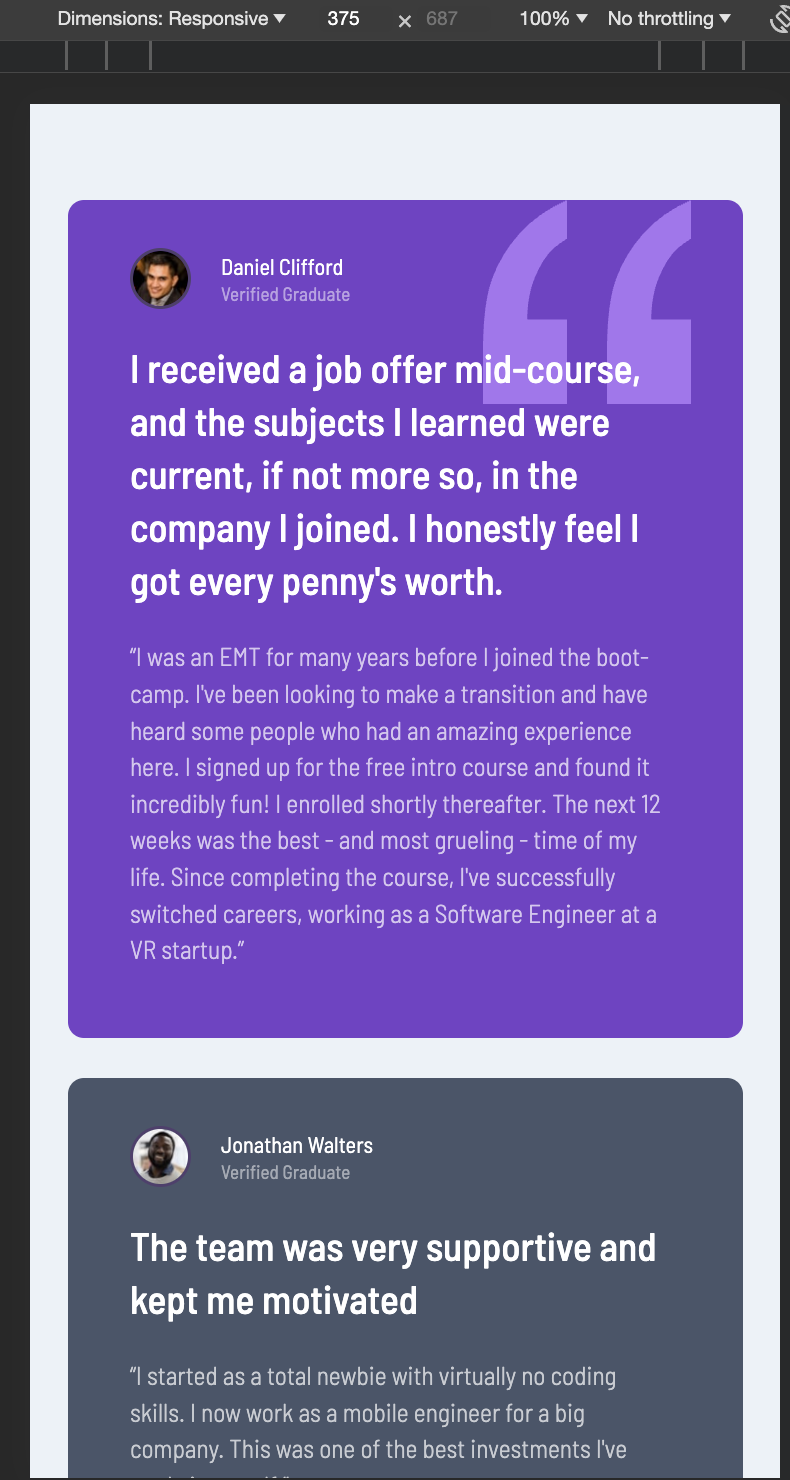 Dimensions: Responsive ▼ 375 × 687 100% ▼ No throttling ▼
Daniel Clifford
Verified Graduate
I received a job offer mid-course,
and the subjects I learned were
current, if not more so, in the
company I joined. I honestly feel I
got every penny's worth.
“I was an EMT for many years before I joined the boot-
camp. I've been looking to make a transition and have
heard some people who had an amazing experience
here. I signed up for the free intro course and found it
incredibly fun! I enrolled shortly thereafter. The next 12
weeks was the best - and most grueling - time of my
life. Since completing the course, I've successfully
switched careers, working as a Software Engineer at a
VR startup.”
Jonathan Walters
Verified Graduate
The team was very supportive and
kept me motivated
“I started as a total newbie with virtually no coding
skills. I now work as a mobile engineer for a big
company. This was one of the best investments I've